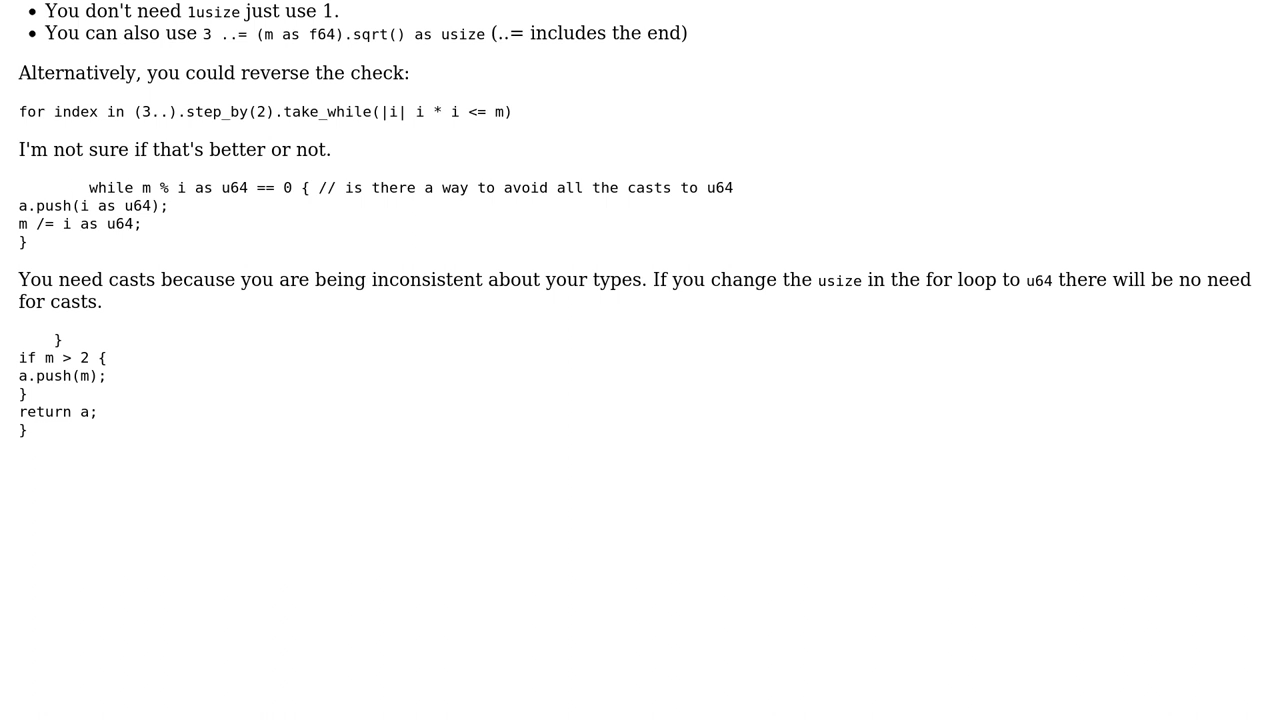 You don't need 1usize just use 1.
You can also use 3 ..= (m as f64).sqrt() as usize (..= includes the end)
Alternatively, you could reverse the check:
for index in (3..).step_by(2).take_while(|i| i * i <= m)
I'm not sure if that's better or not.
while m % i as u64 == 0 { // is there a way to avoid all the casts to u64
a.push(i as u64);
m /= i as u64;
}
You need casts because you are being inconsistent about your types. If you change the usize in the for loop to u64 there will be no need
for casts.
}
if m > 2 {
a.push(m);
}
return a;
}